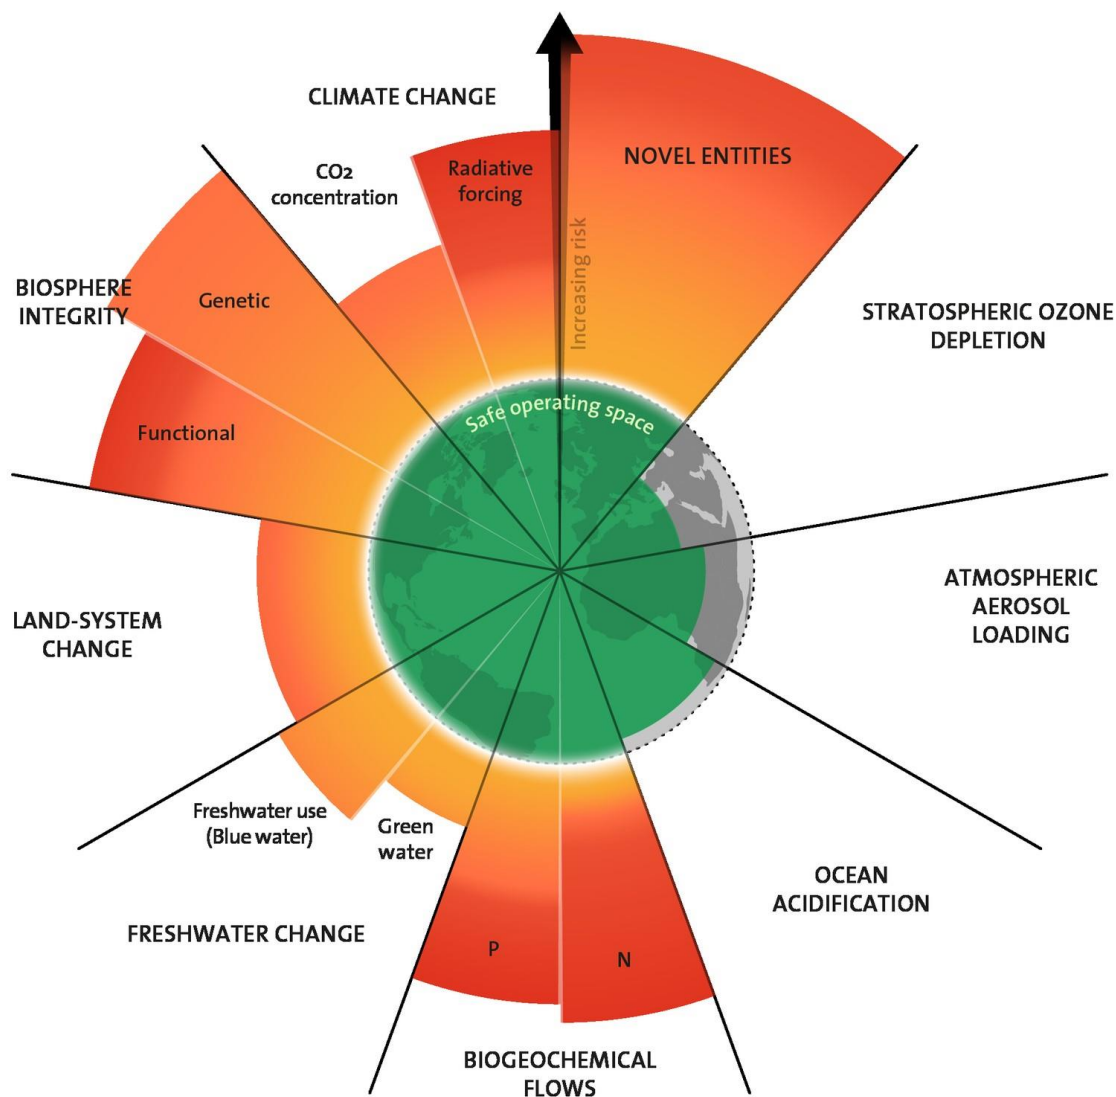 CLIMATE CHANGE
CO2
concentration
Radiative
forcing
NOVEL ENTITIES
Increasing risk
STRATOSPHERIC OZONE
DEPLETION
BIOSPHERE
INTEGRITY
Genetic
Functional
Safe operating space
ATMOSPHERIC
AEROSOL
LOADING
LAND-SYSTEM
CHANGE
Freshwater use
(Blue water)
Green
water
FRESHWATER CHANGE
OCEAN
ACIDIFICATION
P
N
BIOGEOCHEMICAL
FLOWS